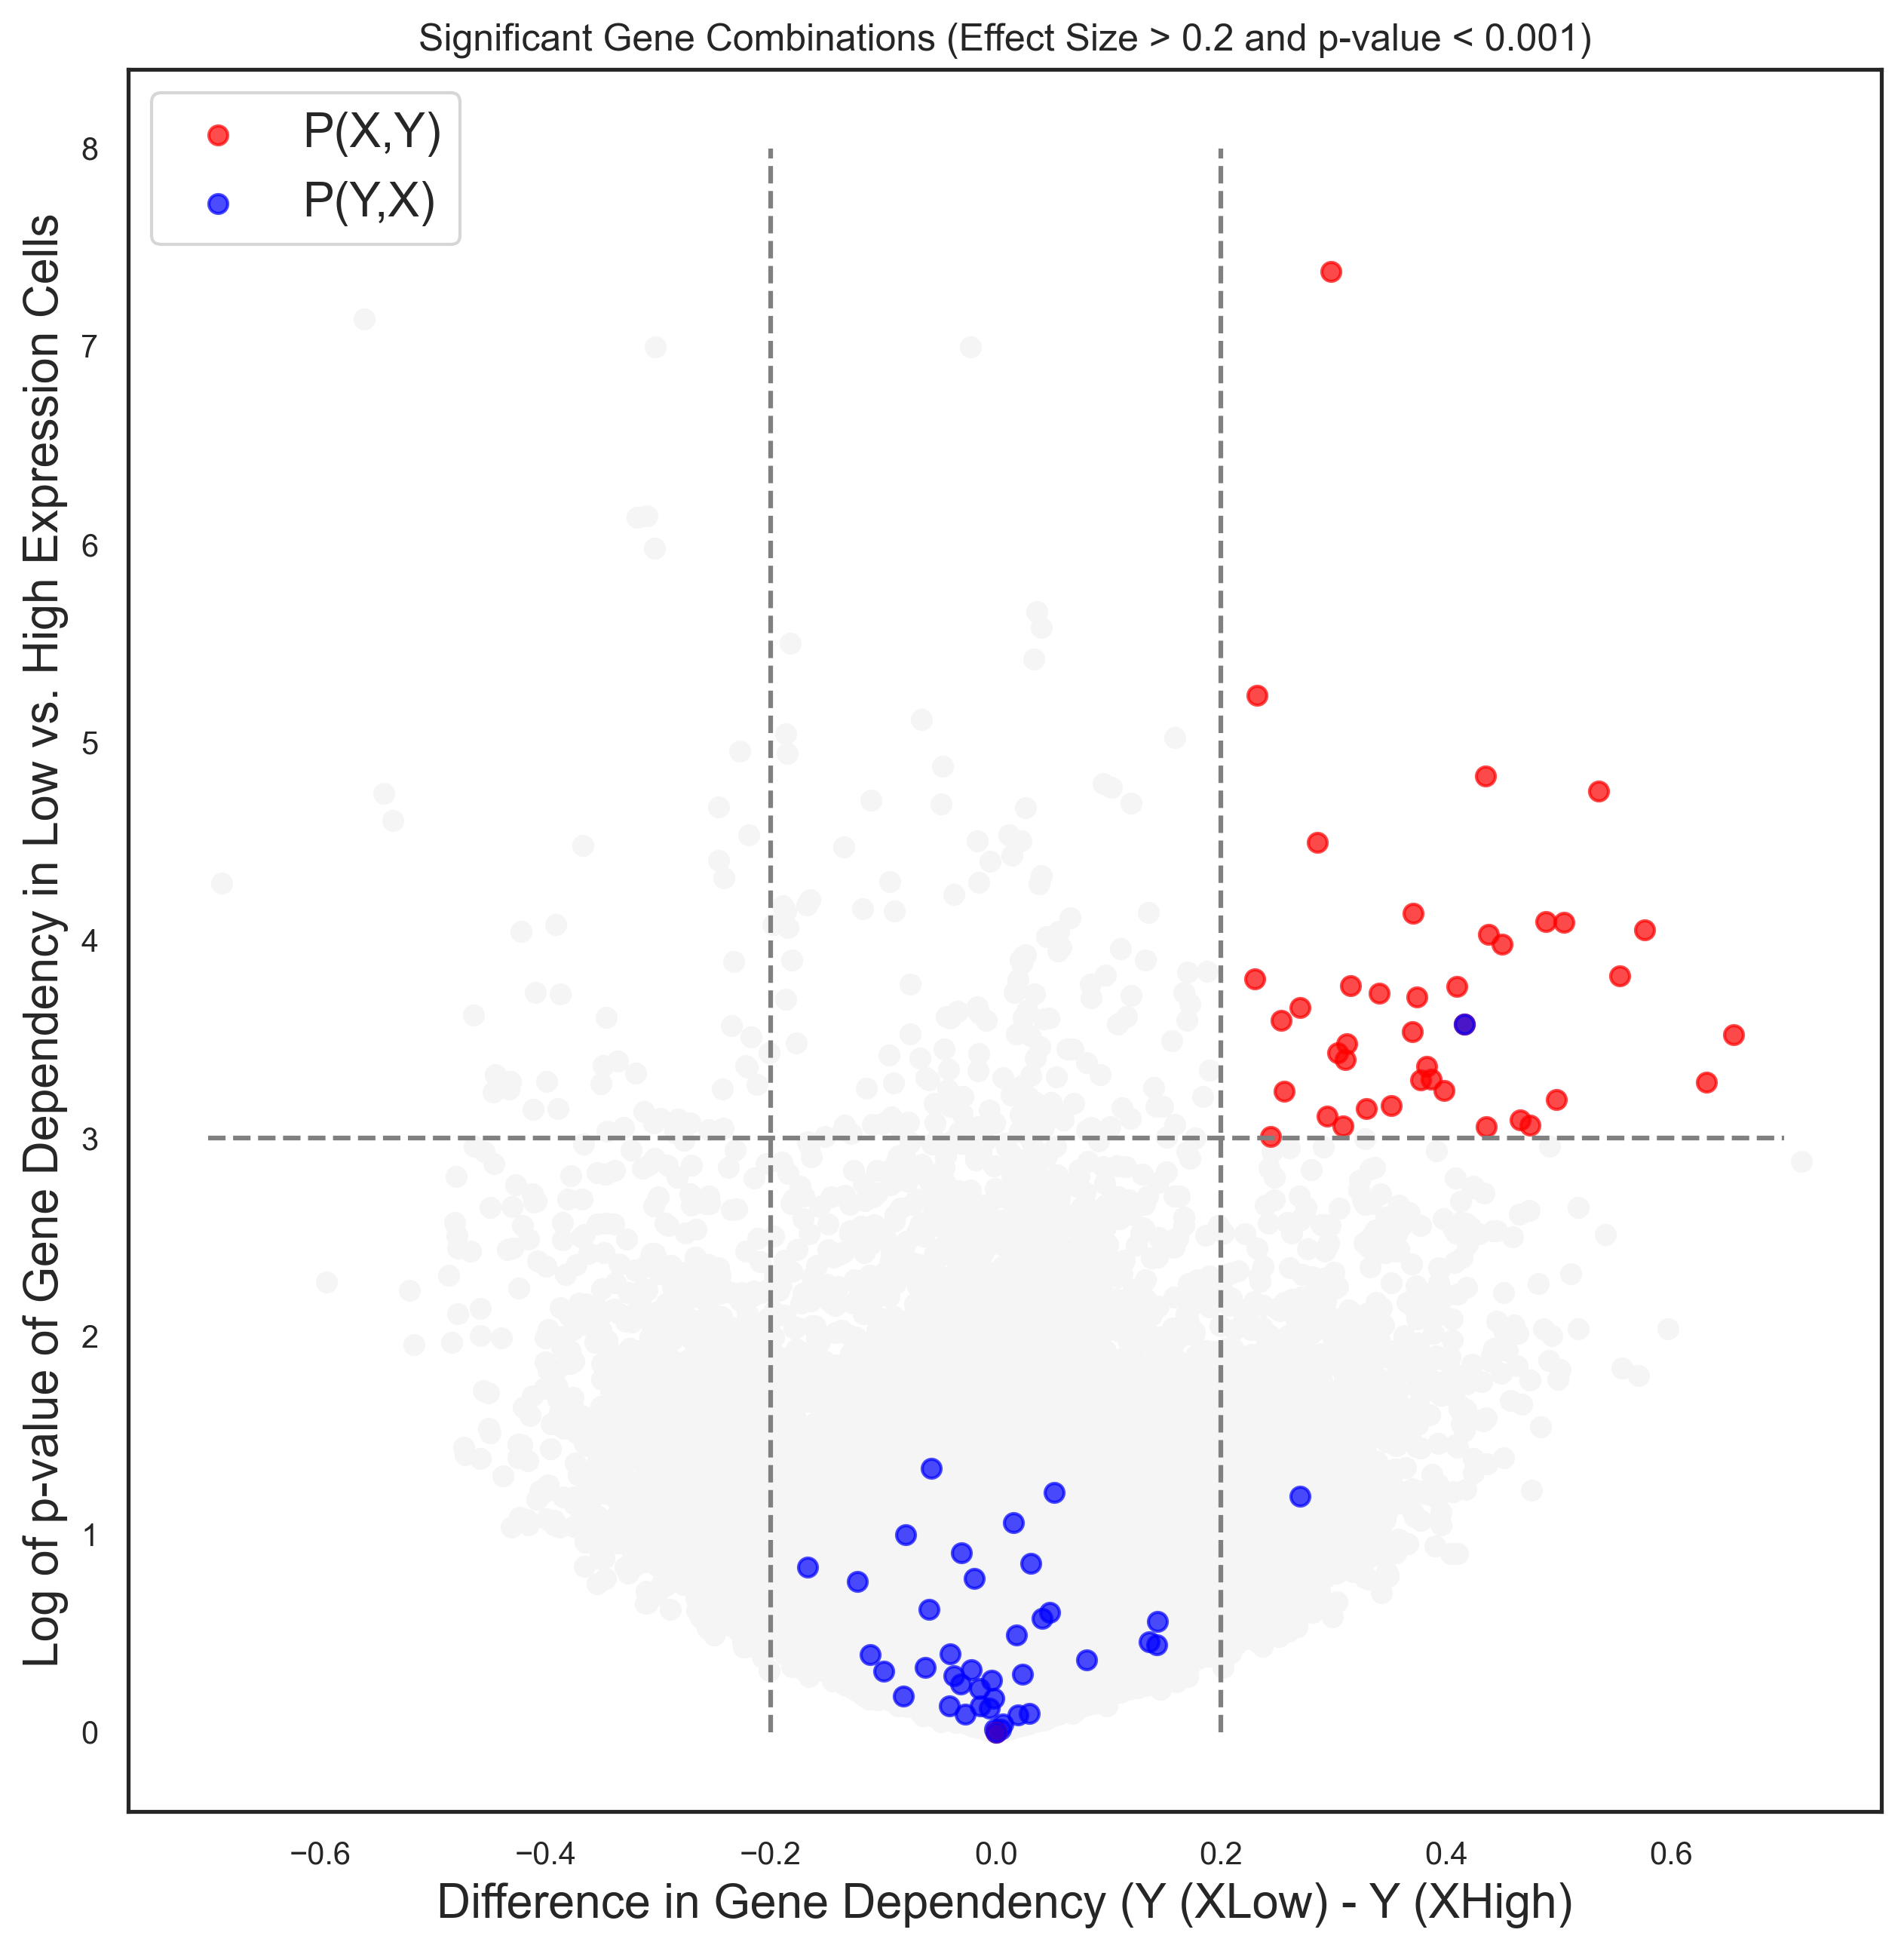 Significant Gene Combinations (Effect Size > 0.2 and p-value < 0.001)
P(X,Y)
P(Y,X)
Log of p-value of Gene Dependency in Low vs. High Expression Cells
8
7
6
5
4
3
2
1
0
−0.6 −0.4 −0.2 0.0 0.2 0.4 0.6
Difference in Gene Dependency (Y (XLow) - Y (XHigh)